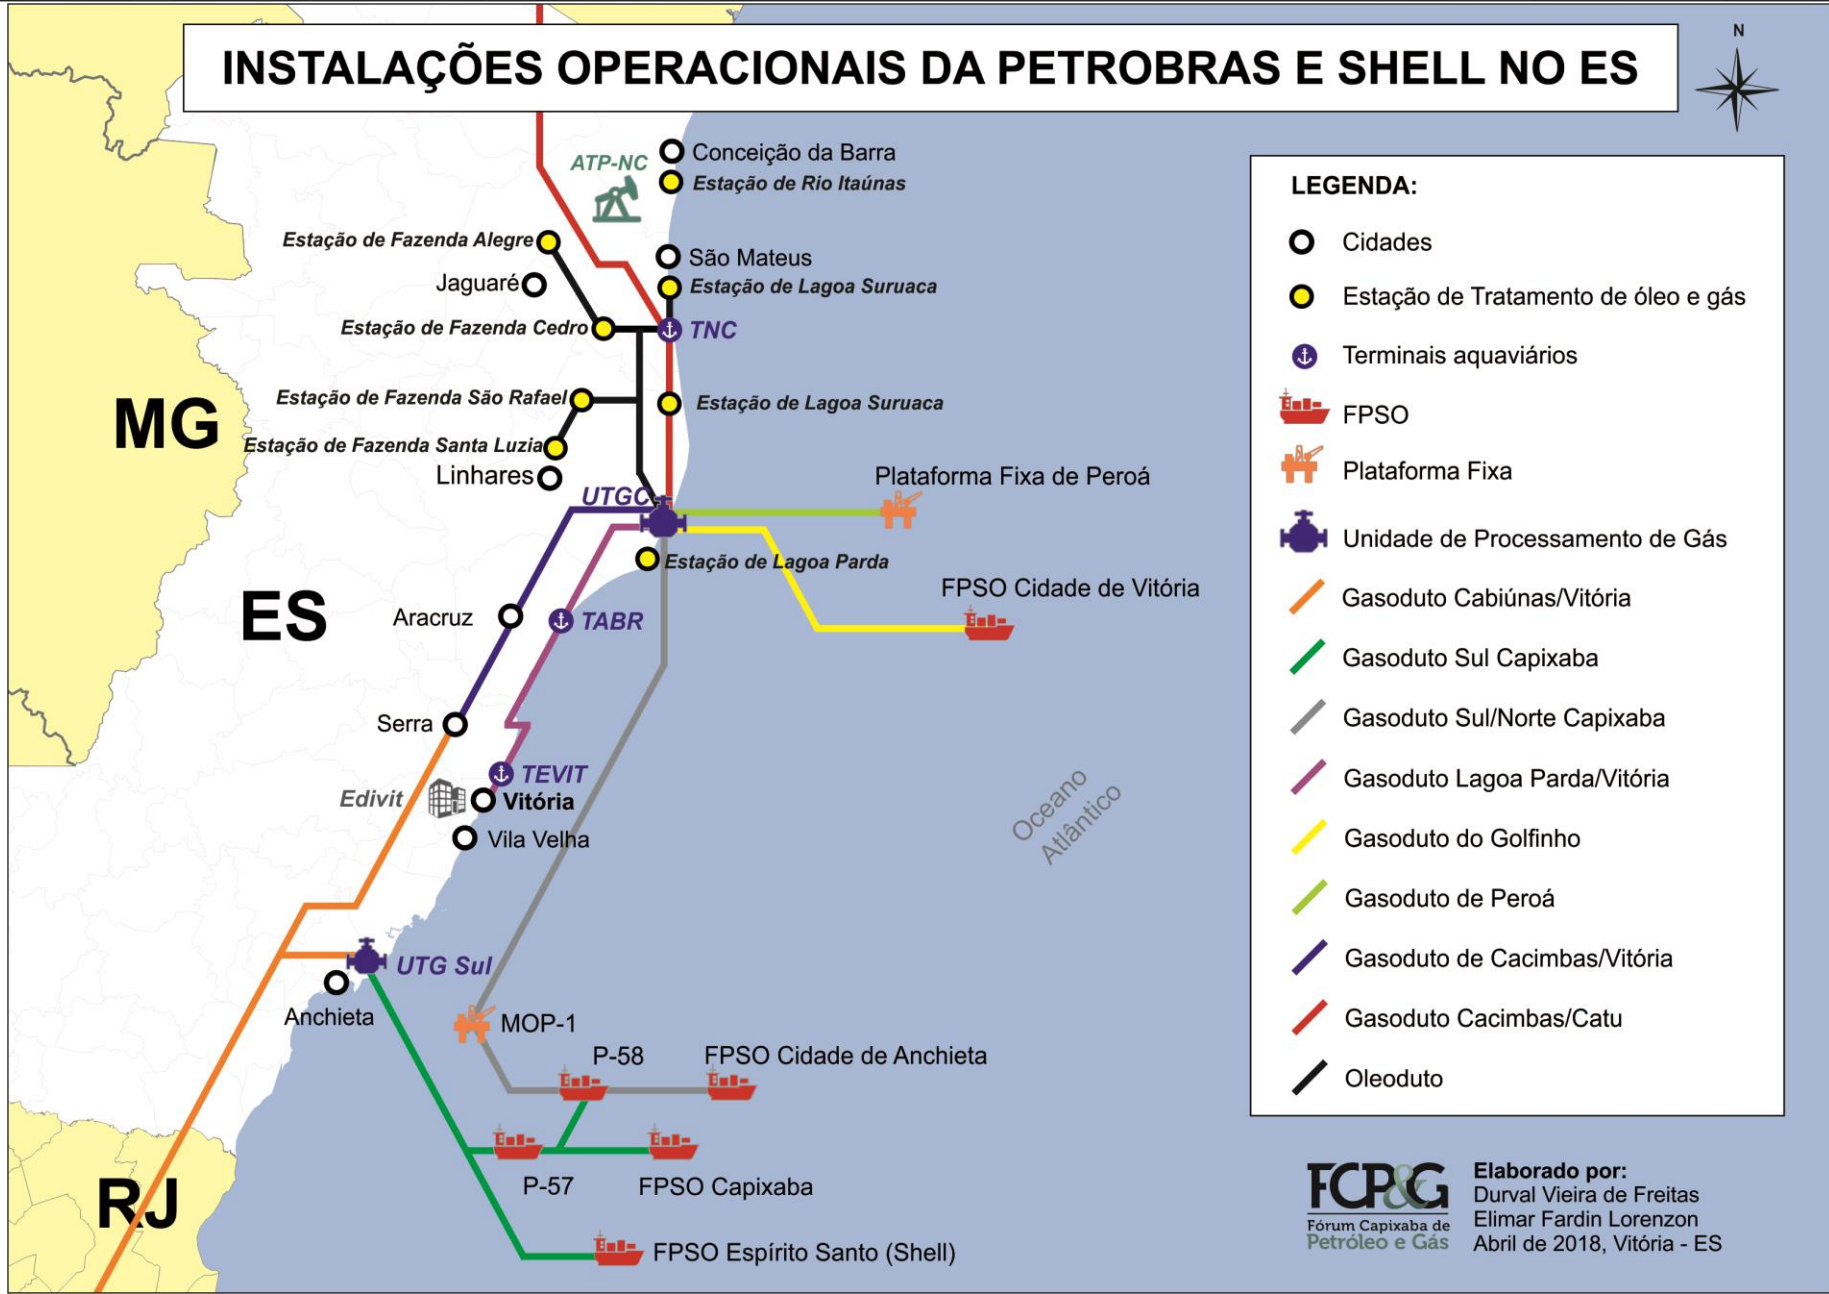 INSTALAÇÕES OPERACIONAIS DA PETROBRAS E SHELL NO ES
N
ATP-NC
Conceição da Barra
Estação de Rio Itaúnas
Estação de Fazenda Alegre
São Mateus
Jaguaré
Estação de Lagoa Suruaca
Estação de Fazenda Cedro
TNC
MG
Estação de Fazenda São Rafael
Estação de Lagoa Suruaca
Estação de Fazenda Santa Luzia
Linhares
UTGC
Plataforma Fixa de Peroá
Estação de Lagoa Parda
FPSO Cidade de Vitória
ES
Aracruz
TABR
Serra
TEVIT
Edivit
Vitória
Vila Velha
Oceano
Atlântico
UTG Sul
Anchieta
MOP-1
P-58
FPSO Cidade de Anchieta
P-57
FPSO Capixaba
RJ
FPSO Espírito Santo (Shell)
LEGENDA:
Cidades
Estação de Tratamento de óleo e gás
Terminais aquaviários
FPSO
Plataforma Fixa
Unidade de Processamento de Gás
Gasoduto Cabiúnas/Vitória
Gasoduto Sul Capixaba
Gasoduto Sul/Norte Capixaba
Gasoduto Lagoa Parda/Vitória
Gasoduto do Golfinho
Gasoduto de Peroá
Gasoduto de Cacimbas/Vitória
Gasoduto Cacimbas/Catu
Oleoduto
FCP&G
Fórum Capixaba de
Petróleo e Gás
Elaborado por:
Durval Vieira de Freitas
Elimar Fardin Lorenzon
Abril de 2018, Vitória - ES